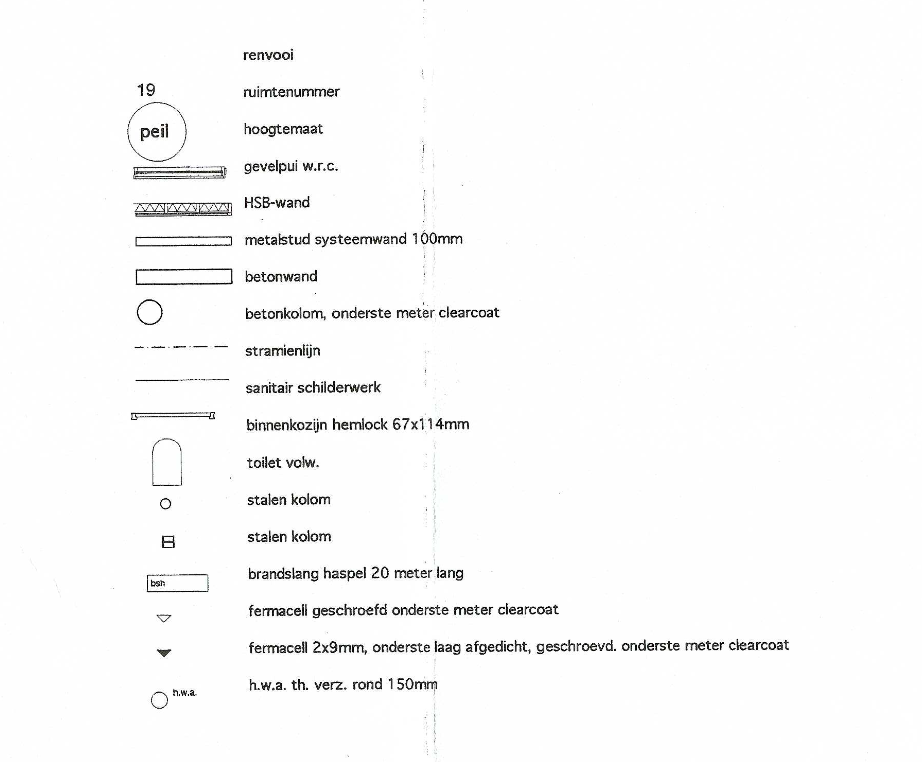 renvooi
19 ruimtenummer
peil hoogtemaat
gevelpui w.r.c.
HSB-wand
metalstud systeemwand 100mm
betonwand
betonkolom, onderste meter clearcoat
stramienlijn
sanitair schilderwerk
binnenkozijn hemlock 67x114mm
toilet volw.
stalen kolom
stalen kolom
bsh brandslang haspel 20 meter lang
fermacell geschroefd onderste meter clearcoat
fermacell 2x9mm, onderste laag afgedicht, geschroevd. onderste meter clearcoat
h.w.a. h.w.a. th. verz. rond 150mm